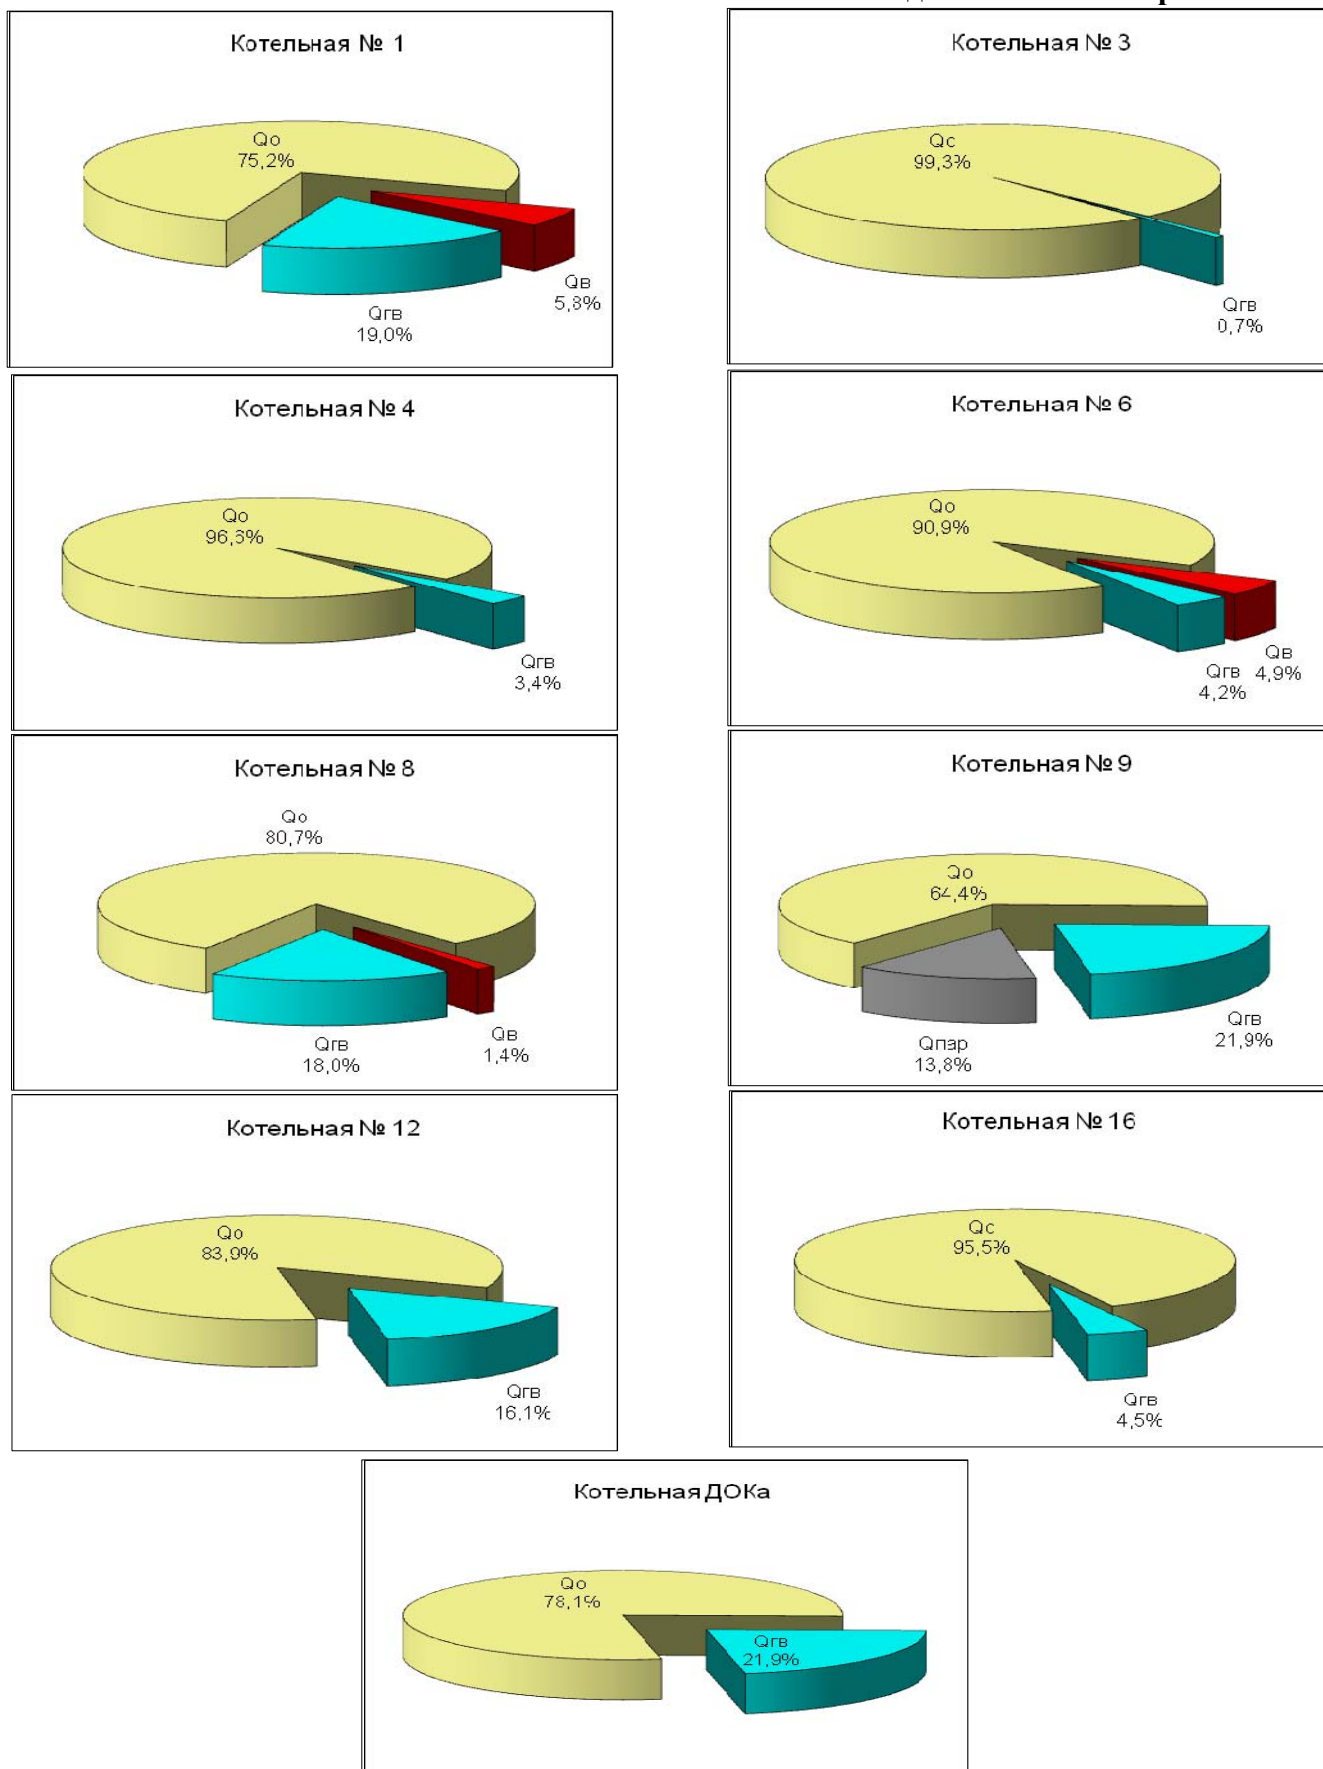 Котельная № 1
Qо
75,2%
Qв
5,8%
Qгв
19,0%
Котельная № 3
Qс
99,3%
Qгв
0,7%
Котельная № 4
Qо
96,6%
Qгв
3,4%
Котельная № 6
Qо
90,9%
Qв
4,9%
Qгв
4,2%
Котельная № 8
Qо
80,7%
Qгв
18,0%
Qв
1,4%
Котельная № 9
Qо
64,4%
Qпар
13,8%
Qгв
21,9%
Котельная № 12
Qо
83,9%
Qгв
16,1%
Котельная № 16
Qс
95,5%
Qгв
4,5%
Котельная ДОКа
Qо
78,1%
Qгв
21,9%